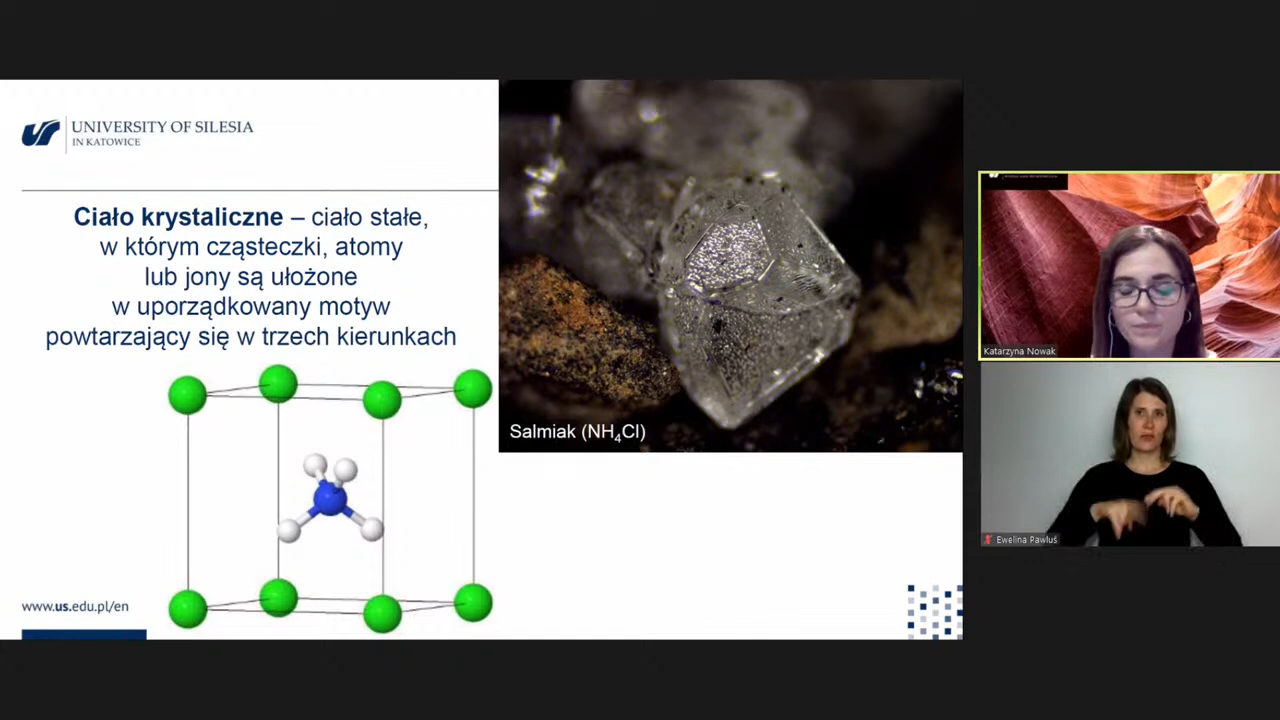 UNIVERSITY OF SILESIA
IN KATOWICE
Ciało krystaliczne – ciało stałe,
w którym cząsteczki, atomy
lub jony są ułożone
w uporządkowany motyw
powtarzający się w trzech kierunkach
Salmiak (NH₄Cl)
www.us.edu.pl/en
Katarzyna Nowak
Ewelina Pawluś